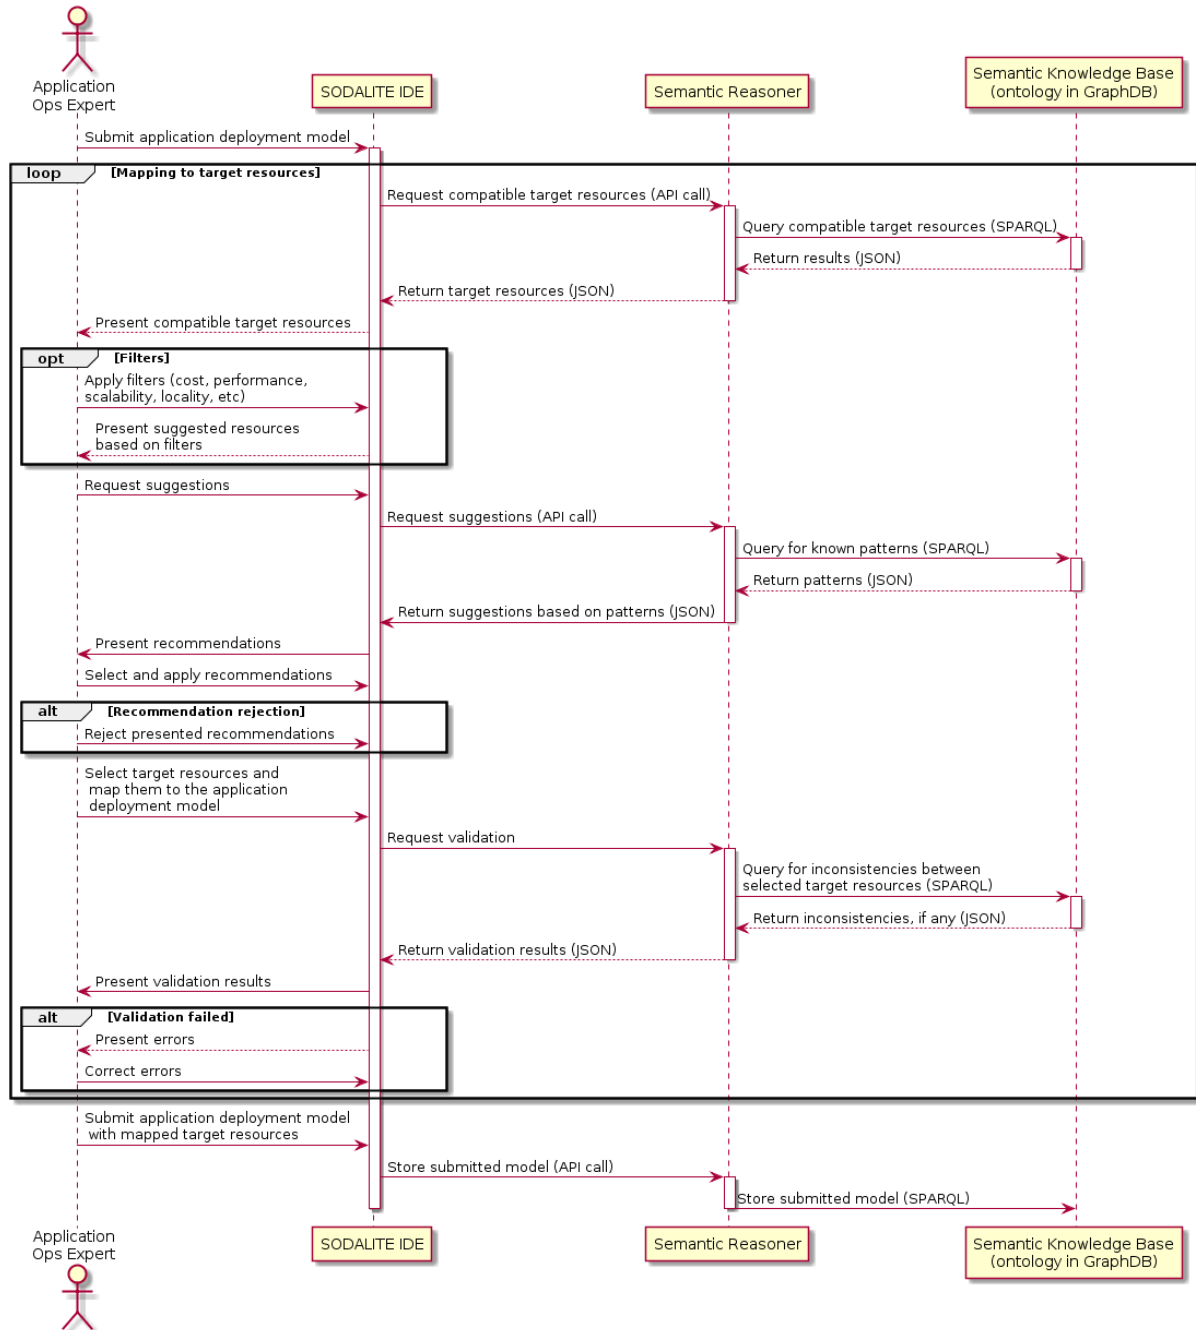 Application
Ops Expert
SODALITE IDE
Semantic Reasoner
Semantic Knowledge Base
(ontology in GraphDB)
Submit application deployment model
loop
[Mapping to target resources]
Request compatible target resources (API call)
Query compatible target resources (SPARQL)
Return results (JSON)
Return target resources (JSON)
Present compatible target resources
opt
[Filters]
Apply filters (cost, performance,
scalability, locality, etc)
Present suggested resources
based on filters
Request suggestions
Request suggestions (API call)
Query for known patterns (SPARQL)
Return patterns (JSON)
Return suggestions based on patterns (JSON)
Present recommendations
Select and apply recommendations
alt
[Recommendation rejection]
Reject presented recommendations
Select target resources and
map them to the application
deployment model
Request validation
Query for inconsistencies between
selected target resources (SPARQL)
Return inconsistencies, if any (JSON)
Return validation results (JSON)
Present validation results
alt
[Validation failed]
Present errors
Correct errors
Submit application deployment model
with mapped target resources
Store submitted model (API call)
Store submitted model (SPARQL)
Application
Ops Expert
SODALITE IDE
Semantic Reasoner
Semantic Knowledge Base
(ontology in GraphDB)